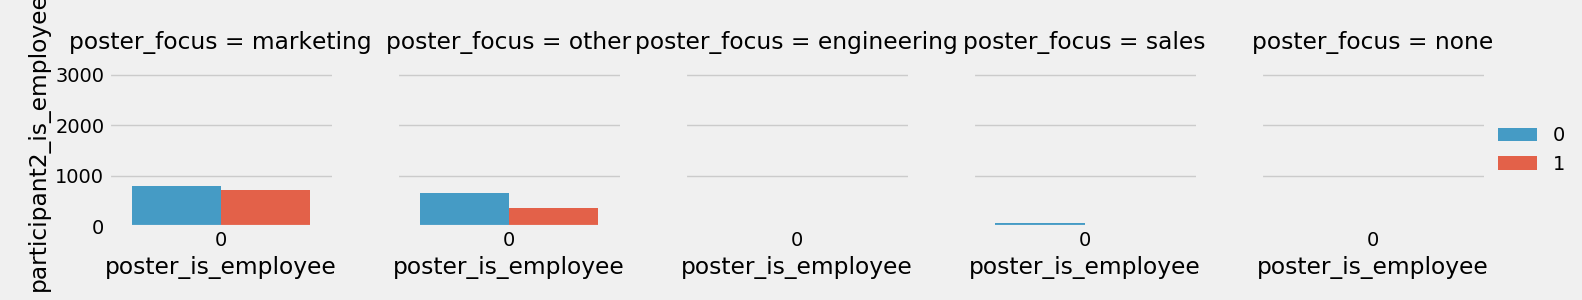 participant2_is_employee
poster_focus = marketing
poster_focus = other
poster_focus = engineering
poster_focus = sales
poster_focus = none
3000
2000
1000
0
0
0
0
0
0
poster_is_employee
poster_is_employee
poster_is_employee
poster_is_employee
poster_is_employee
0
1